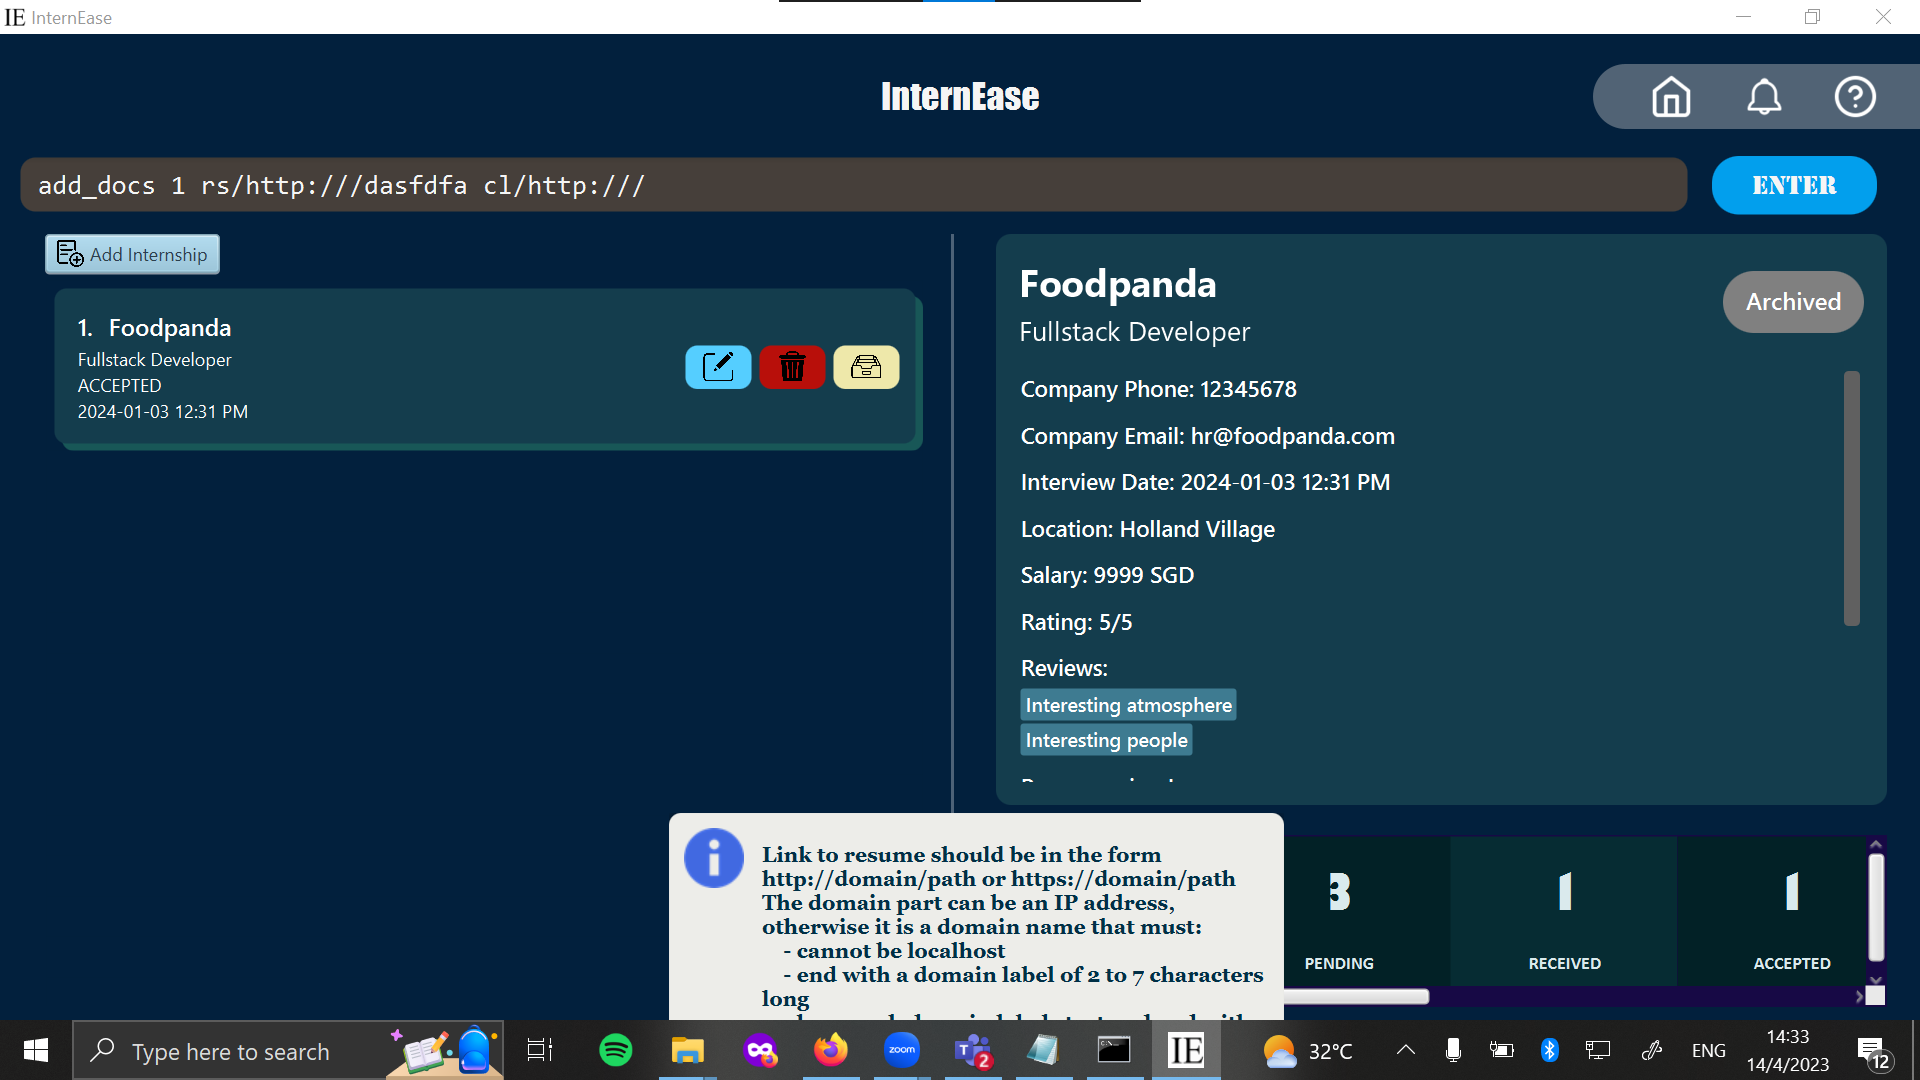 IE InternEase
InternEase
add_docs 1 rs/http:///dasfdfa cl/http:///
ENTER
Add Internship
1. Foodpanda
Fullstack Developer
ACCEPTED
2024-01-03 12:31 PM
Foodpanda
Archived
Fullstack Developer
Company Phone: 12345678
Company Email: hr@foodpanda.com
Interview Date: 2024-01-03 12:31 PM
Location: Holland Village
Salary: 9999 SGD
Rating: 5/5
Reviews:
Interesting atmosphere
Interesting people
Link to resume should be in the form
http://domain/path or https://domain/path
The domain part can be an IP address,
otherwise it is a domain name that must:
- cannot be localhost
- end with a domain label of 2 to 7 characters
long
3
PENDING
1
RECEIVED
1
ACCEPTED
Type here to search
zoom
T
2
IE
32°C
ENG
14:33
14/4/2023
12